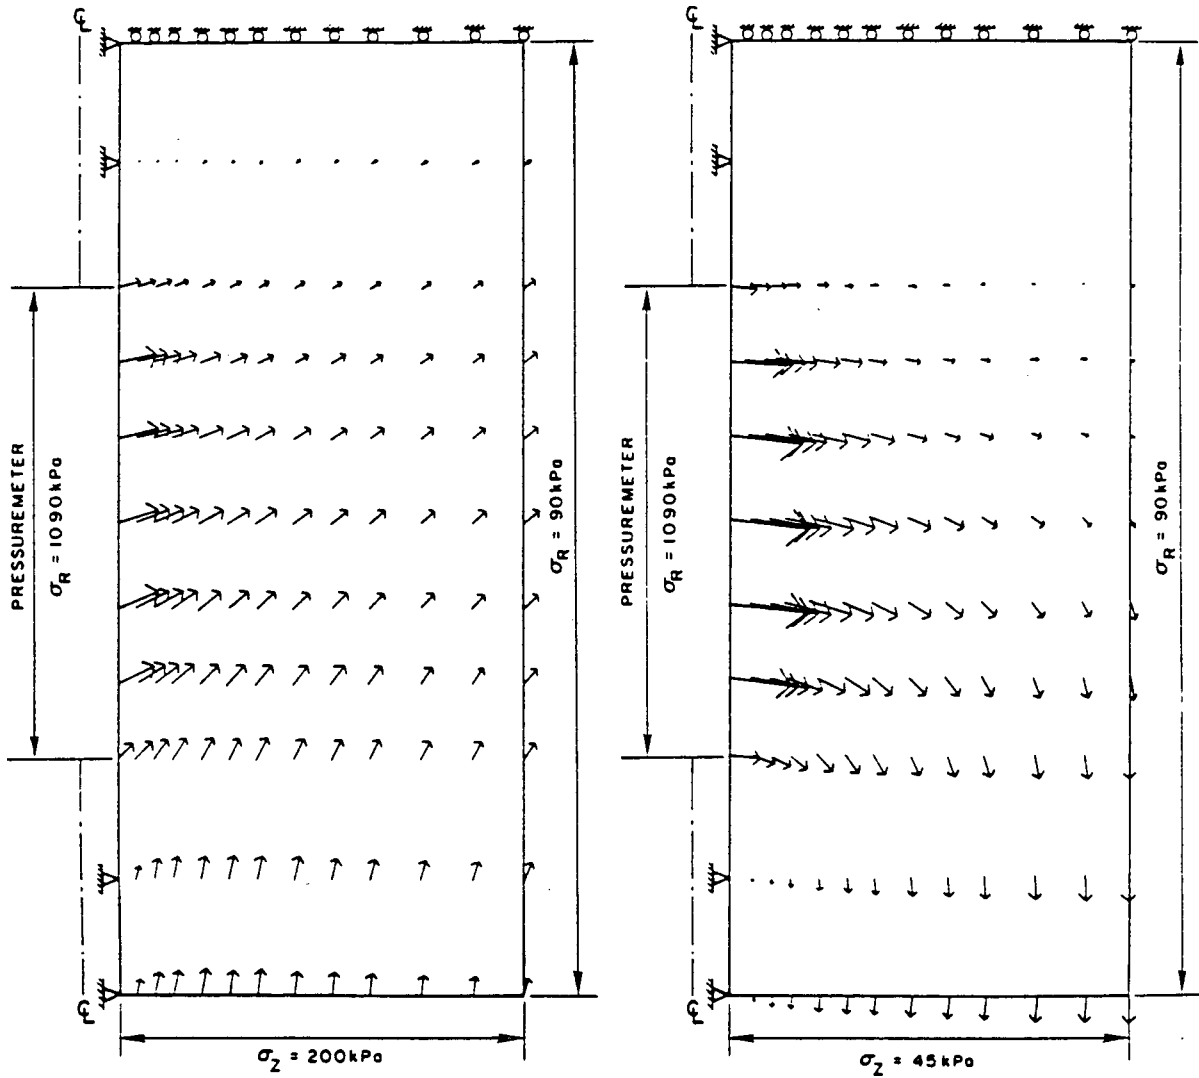 ℄
℄
PRESSUREMETER
σR = 1090 kPa
σR = 90 kPa
PRESSUREMETER
σR = 1090 kPa
σR = 90 kPa
℄
℄
σZ = 200 kPa
σZ = 45 kPa